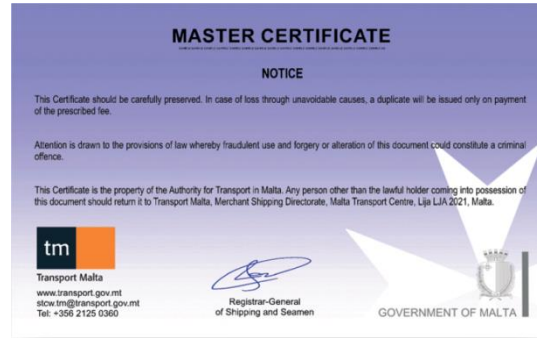 MASTER CERTIFICATE
NOTICE
This Certificate should be carefully preserved. In case of loss through unavoidable causes, a duplicate will be issued only on payment
of the prescribed fee.
Attention is drawn to the provisions of law whereby fraudulent use and forgery or alteration of this document could constitute a criminal
offence.
This Certificate is the property of the Authority for Transport in Malta. Any person other than the lawful holder coming into possession of
this document should return it to Transport Malta, Merchant Shipping Directorate, Malta Transport Centre, Lija LJA 2021, Malta.
tm
Transport Malta
www.transport.gov.mt
stcw.tm@transport.gov.mt
Tel: +356 2125 0360
Registrar-General
of Shipping and Seamen
GOVERNMENT OF MALTA